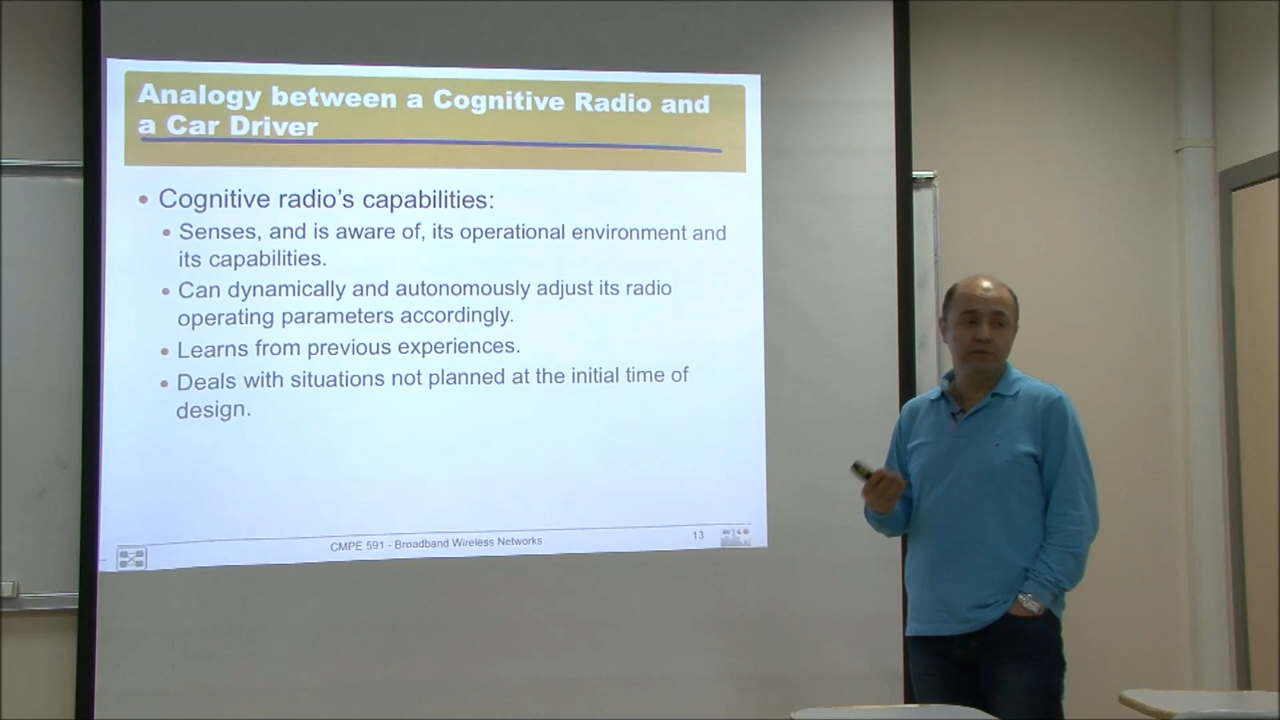 Analogy between a Cognitive Radio and
a Car Driver
• Cognitive radio's capabilities:
• Senses, and is aware of, its operational environment and
its capabilities.
• Can dynamically and autonomously adjust its radio
operating parameters accordingly.
• Learns from previous experiences.
• Deals with situations not planned at the initial time of
design.
CMPE 591 - Broadband Wireless Networks
13